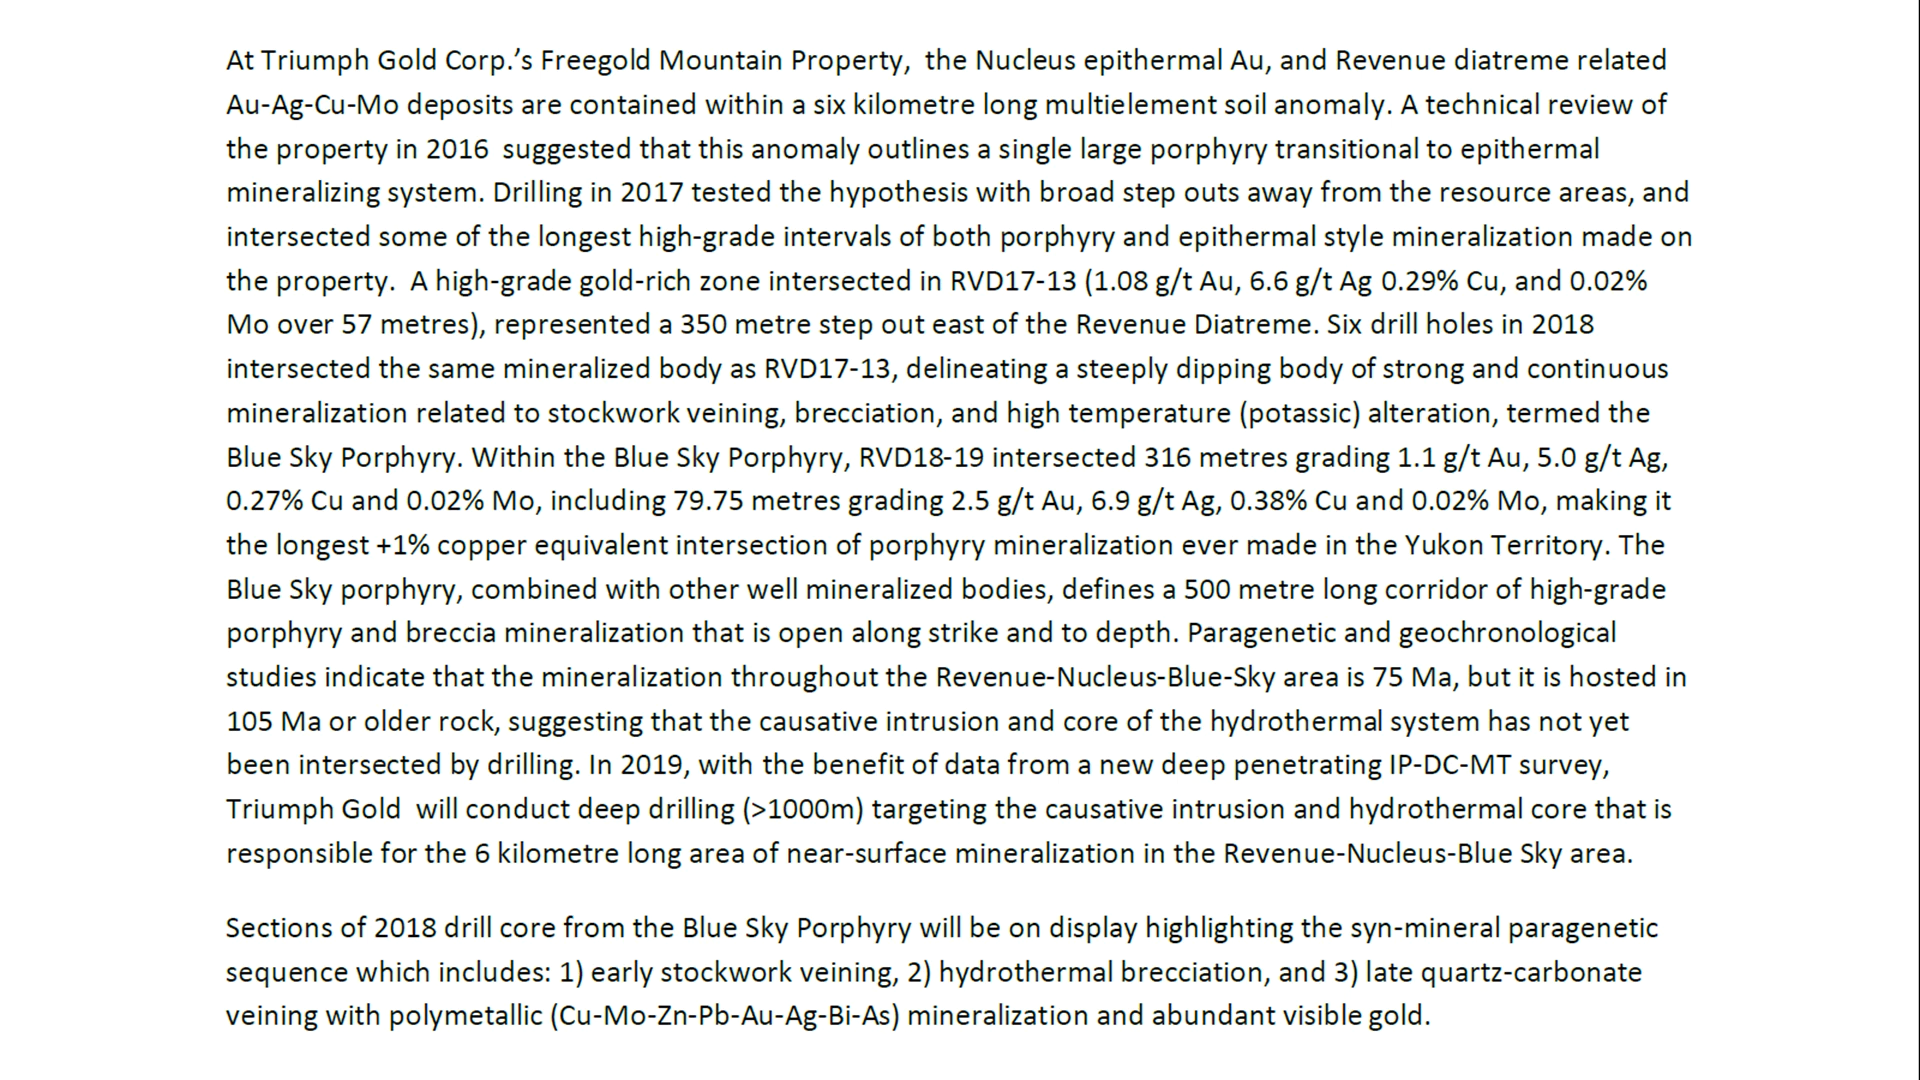 At Triumph Gold Corp.’s Freegold Mountain Property,  the Nucleus epithermal Au, and Revenue diatreme related
Au-Ag-Cu-Mo deposits are contained within a six kilometre long multielement soil anomaly. A technical review of
the property in 2016  suggested that this anomaly outlines a single large porphyry transitional to epithermal
mineralizing system. Drilling in 2017 tested the hypothesis with broad step outs away from the resource areas, and
intersected some of the longest high-grade intervals of both porphyry and epithermal style mineralization made on
the property.  A high-grade gold-rich zone intersected in RVD17-13 (1.08 g/t Au, 6.6 g/t Ag 0.29% Cu, and 0.02%
Mo over 57 metres), represented a 350 metre step out east of the Revenue Diatreme. Six drill holes in 2018
intersected the same mineralized body as RVD17-13, delineating a steeply dipping body of strong and continuous
mineralization related to stockwork veining, brecciation, and high temperature (potassic) alteration, termed the
Blue Sky Porphyry. Within the Blue Sky Porphyry, RVD18-19 intersected 316 metres grading 1.1 g/t Au, 5.0 g/t Ag,
0.27% Cu and 0.02% Mo, including 79.75 metres grading 2.5 g/t Au, 6.9 g/t Ag, 0.38% Cu and 0.02% Mo, making it
the longest +1% copper equivalent intersection of porphyry mineralization ever made in the Yukon Territory. The
Blue Sky porphyry, combined with other well mineralized bodies, defines a 500 metre long corridor of high-grade
porphyry and breccia mineralization that is open along strike and to depth. Paragenetic and geochronological
studies indicate that the mineralization throughout the Revenue-Nucleus-Blue-Sky area is 75 Ma, but it is hosted in
105 Ma or older rock, suggesting that the causative intrusion and core of the hydrothermal system has not yet
been intersected by drilling. In 2019, with the benefit of data from a new deep penetrating IP-DC-MT survey,
Triumph Gold  will conduct deep drilling (>1000m) targeting the causative intrusion and hydrothermal core that is
responsible for the 6 kilometre long area of near-surface mineralization in the Revenue-Nucleus-Blue Sky area.
Sections of 2018 drill core from the Blue Sky Porphyry will be on display highlighting the syn-mineral paragenetic
sequence which includes: 1) early stockwork veining, 2) hydrothermal brecciation, and 3) late quartz-carbonate
veining with polymetallic (Cu-Mo-Zn-Pb-Au-Ag-Bi-As) mineralization and abundant visible gold.